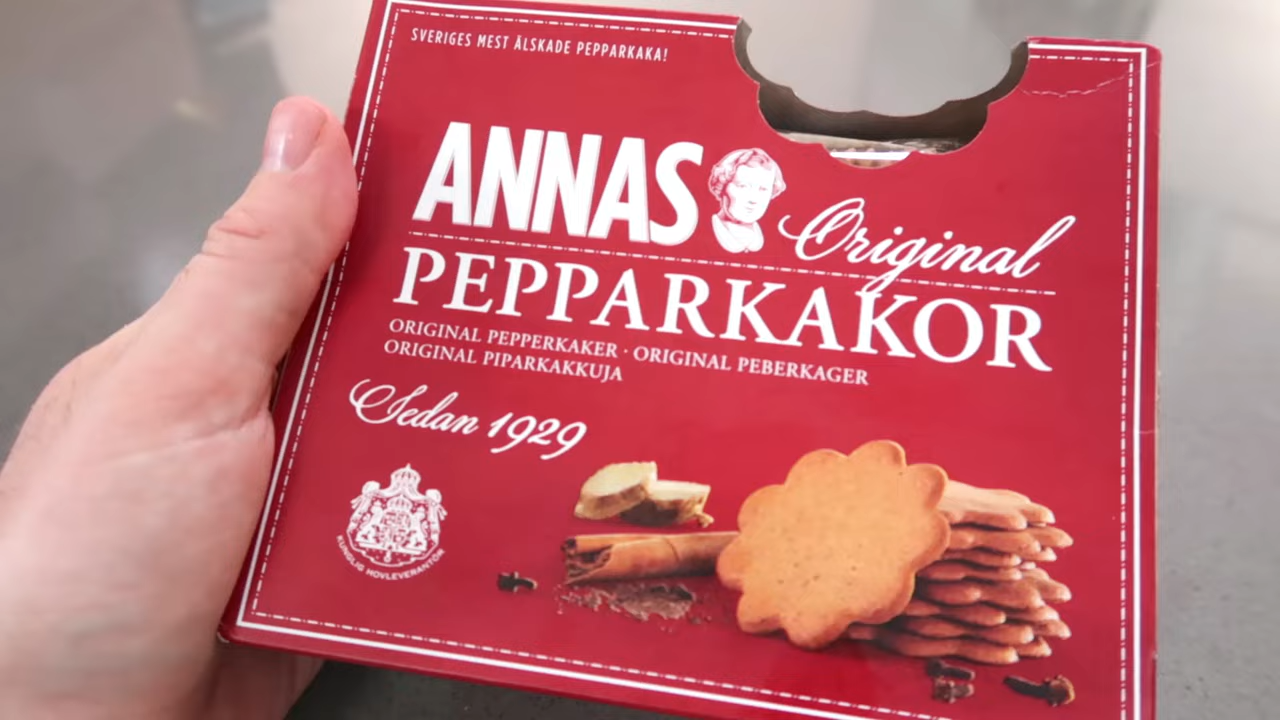 SVERIGES MEST ÄLSKADE PEPPARKAKA!
ANNAS Original
PEPPARKAKOR
ORIGINAL PEPPERKAKER · ORIGINAL PEBERKAGER
ORIGINAL PIPARKAKKUJA
Sedan 1929
KUNGLIG HOVLEVERANTÖR